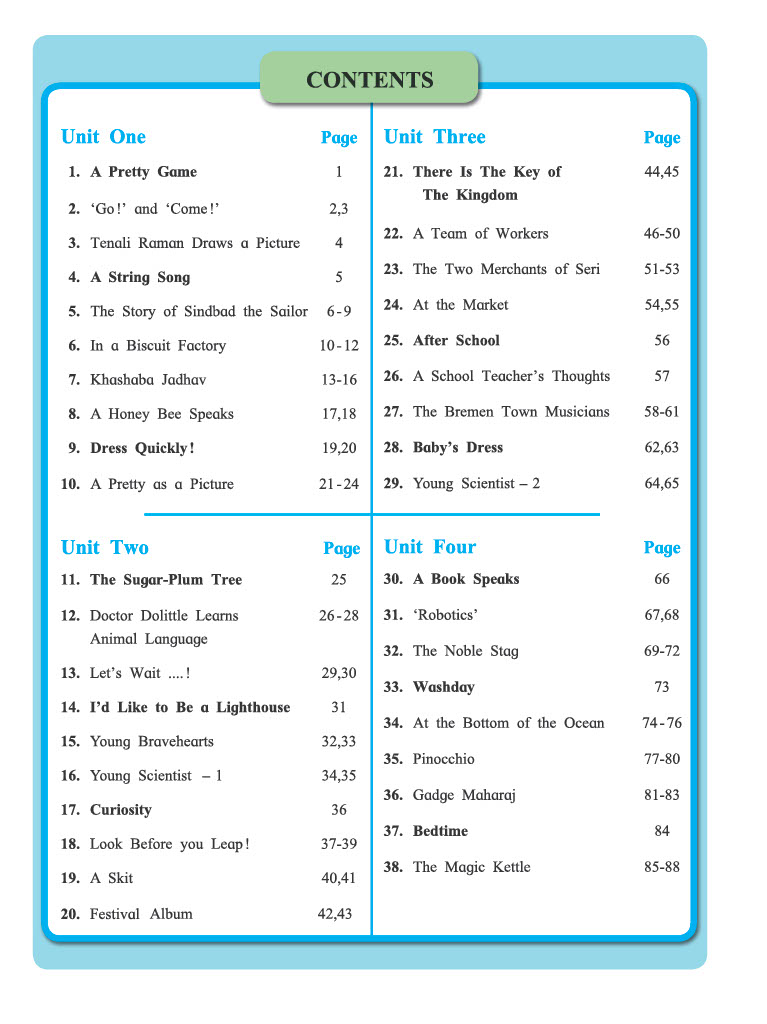 CONTENTS
Unit One Page
1. A Pretty Game 1
2. ‘Go!’ and ‘Come!’ 2,3
3. Tenali Raman Draws a Picture 4
4. A String Song 5
5. The Story of Sindbad the Sailor 6-9
6. In a Biscuit Factory 10-12
7. Khashaba Jadhav 13-16
8. A Honey Bee Speaks 17,18
9. Dress Quickly! 19,20
10. A Pretty as a Picture 21-24
Unit Two Page
11. The Sugar-Plum Tree 25
12. Doctor Dolittle Learns 26-28
Animal Language
13. Let’s Wait ....! 29,30
14. I’d Like to Be a Lighthouse 31
15. Young Bravehearts 32,33
16. Young Scientist – 1 34,35
17. Curiosity 36
18. Look Before you Leap! 37-39
19. A Skit 40,41
20. Festival Album 42,43
Unit Three Page
21. There Is The Key of 44,45
The Kingdom
22. A Team of Workers 46-50
23. The Two Merchants of Seri 51-53
24. At the Market 54,55
25. After School 56
26. A School Teacher’s Thoughts 57
27. The Bremen Town Musicians 58-61
28. Baby’s Dress 62,63
29. Young Scientist – 2 64,65
Unit Four Page
30. A Book Speaks 66
31. ‘Robotics’ 67,68
32. The Noble Stag 69-72
33. Washday 73
34. At the Bottom of the Ocean 74-76
35. Pinocchio 77-80
36. Gadge Maharaj 81-83
37. Bedtime 84
38. The Magic Kettle 85-88